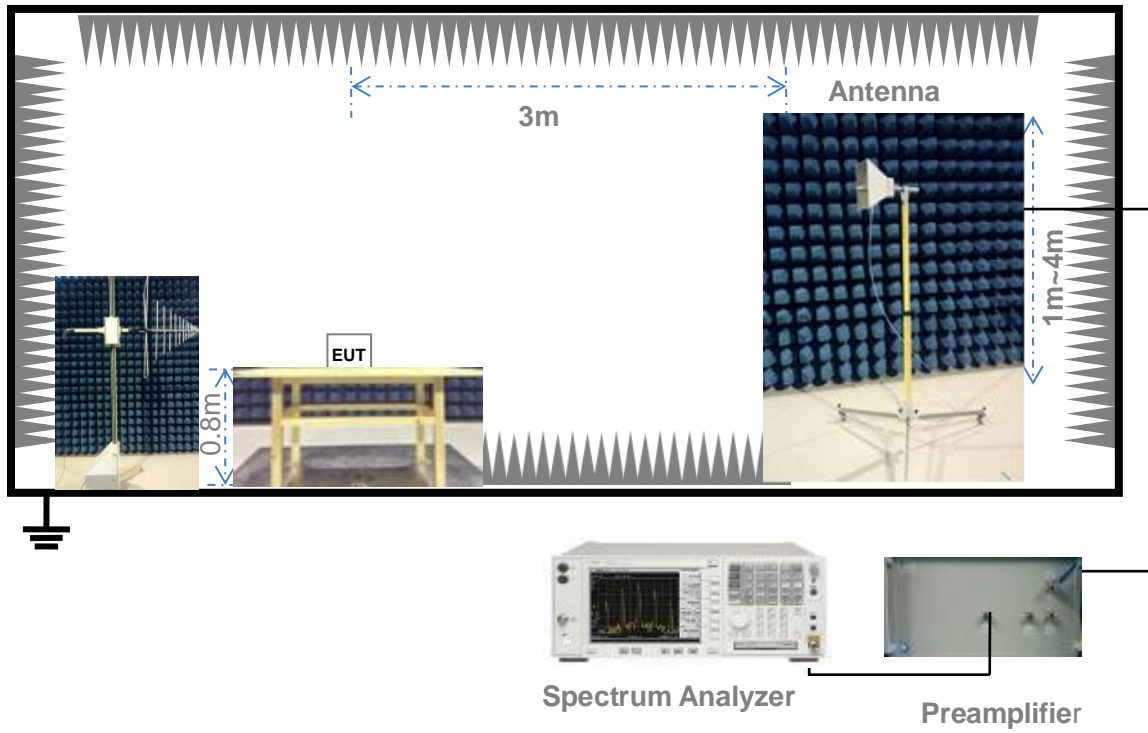 Antenna
3m
1m~4m
EUT
0.8m
Spectrum Analyzer
Preamplifier